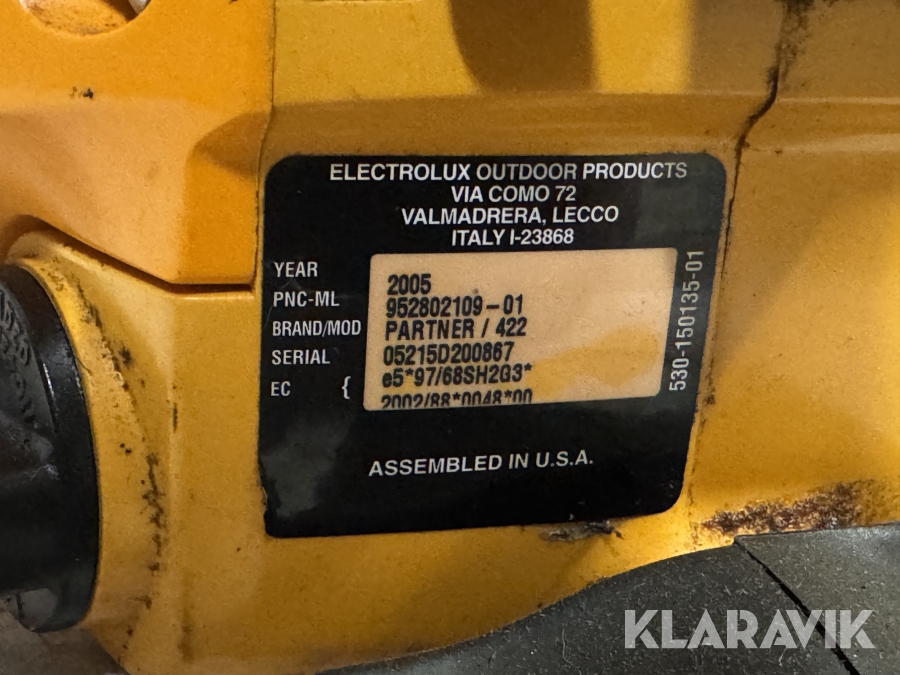 ELECTROLUX OUTDOOR PRODUCTS
VIA COMO 72
VALMADRERA, LECCO
ITALY I-23868
YEAR 2005
PNC-ML 952802109-01
BRAND/MOD PARTNER / 422
SERIAL 05215D200867
EC { e5*97/68SH2G3*
2002/88*0048*00
530-150135-01
ASSEMBLED IN U.S.A.
KLARAVIK